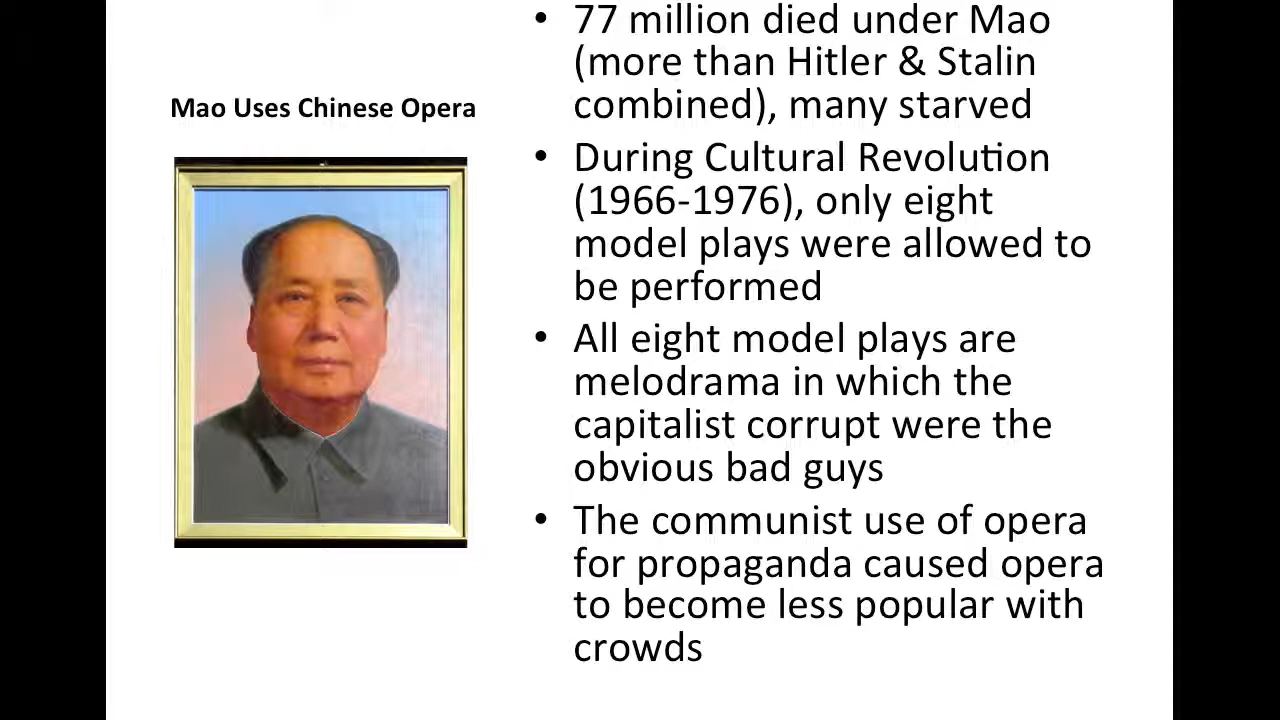 Mao Uses Chinese Opera
• 77 million died under Mao
(more than Hitler & Stalin
combined), many starved
• During Cultural Revolution
(1966-1976), only eight
model plays were allowed to
be performed
• All eight model plays are
melodrama in which the
capitalist corrupt were the
obvious bad guys
• The communist use of opera
for propaganda caused opera
to become less popular with
crowds